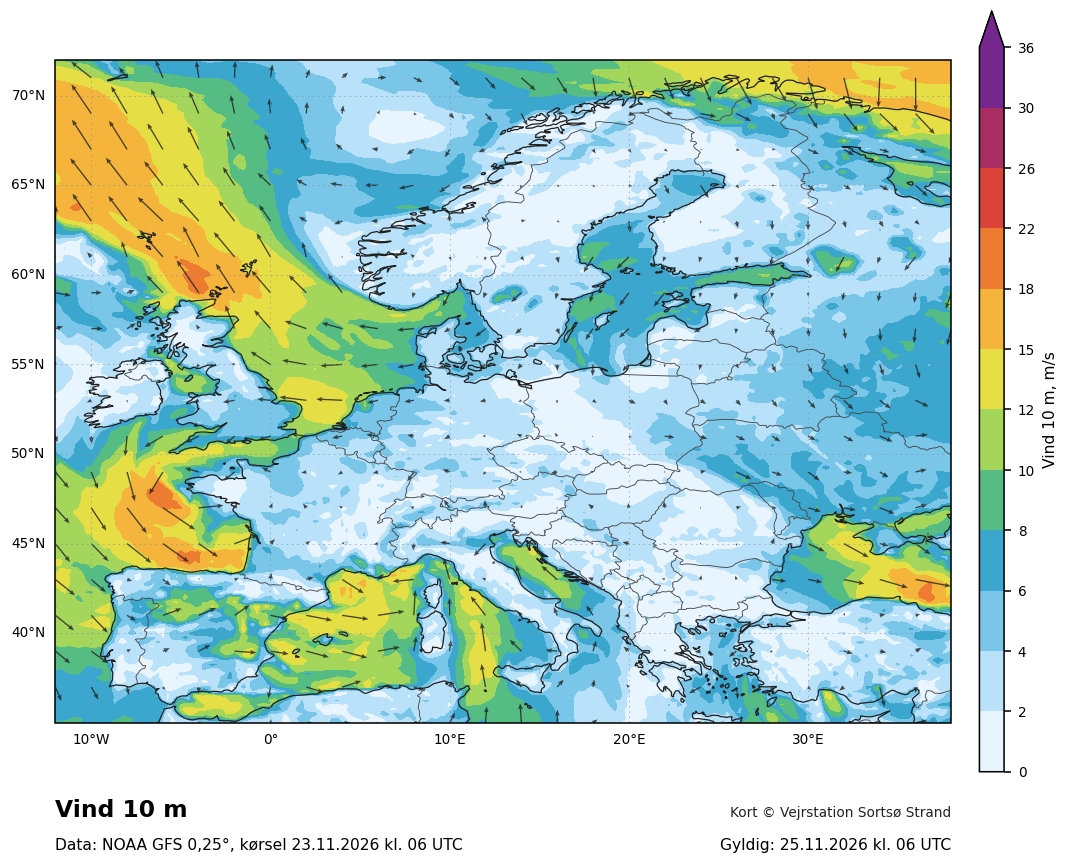 36
30
26
22
18
15
12
10
8
6
4
2
0
Vind 10 m, m/s
70°N
65°N
60°N
55°N
50°N
45°N
40°N
10°W
0°
10°E
20°E
30°E
Vind 10 m
Kort © Vejrstation Sortsø Strand
Data: NOAA GFS 0,25°, kørsel 23.11.2026 kl. 06 UTC
Gyldig: 25.11.2026 kl. 06 UTC